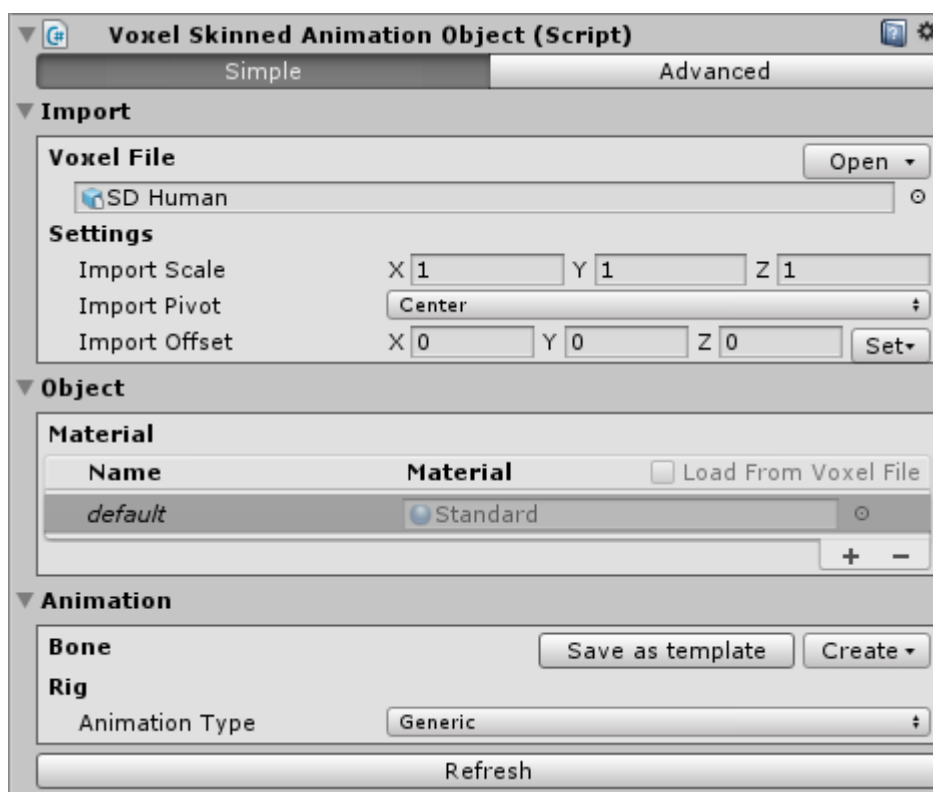 Voxel Skinned Animation Object (Script)
Simple Advanced
Import
Voxel File Open
SD Human
Settings
Import Scale X 1 Y 1 Z 1
Import Pivot Center
Import Offset X 0 Y 0 Z 0 Set
Object
Material
Name Material Load From Voxel File
default Standard
+ −
Animation
Bone Save as template Create
Rig
Animation Type Generic
Refresh